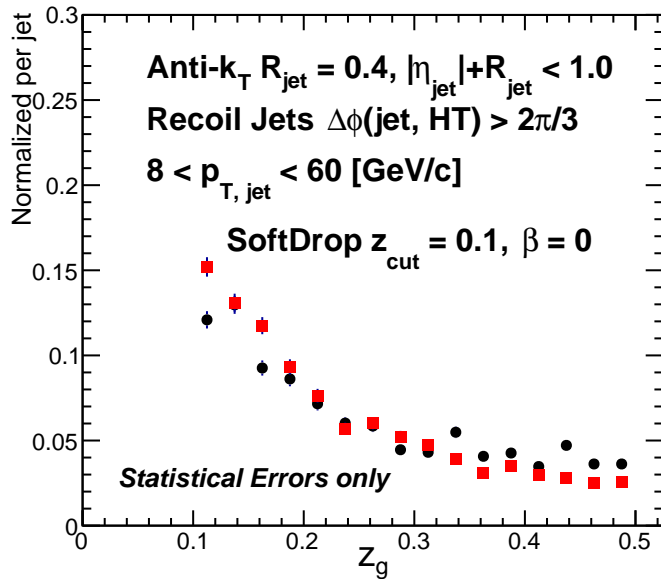 Normalized per jet
0.3
0.25
0.2
0.15
0.1
0.05
0
Anti-k_T R_jet = 0.4, |η_jet|+R_jet < 1.0
Recoil Jets Δϕ(jet, HT) > 2π/3
8 < p_T, jet < 60 [GeV/c]
SoftDrop z_cut = 0.1, β = 0
Statistical Errors only
0 0.1 0.2 0.3 0.4 0.5
z_g